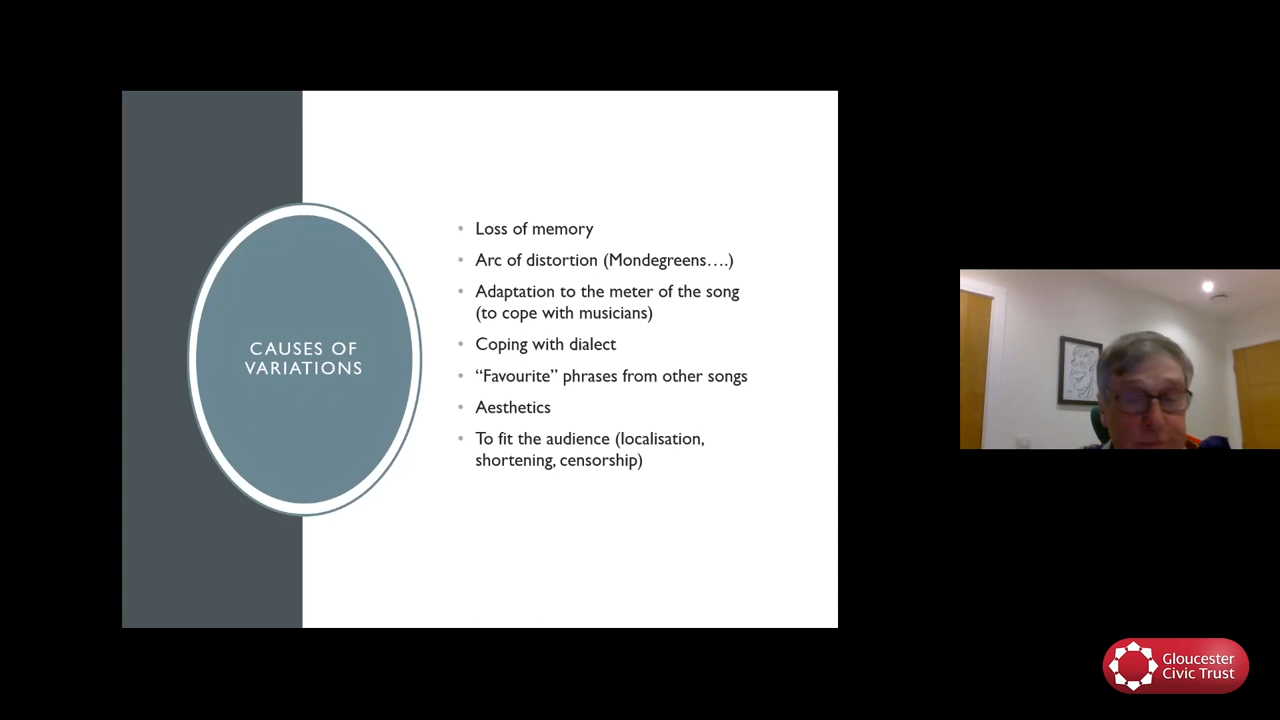 CAUSES OF
VARIATIONS
• Loss of memory
• Arc of distortion (Mondegreens….)
• Adaptation to the meter of the song
(to cope with musicians)
• Coping with dialect
• “Favourite” phrases from other songs
• Aesthetics
• To fit the audience (localisation,
shortening, censorship)
Gloucester
Civic Trust